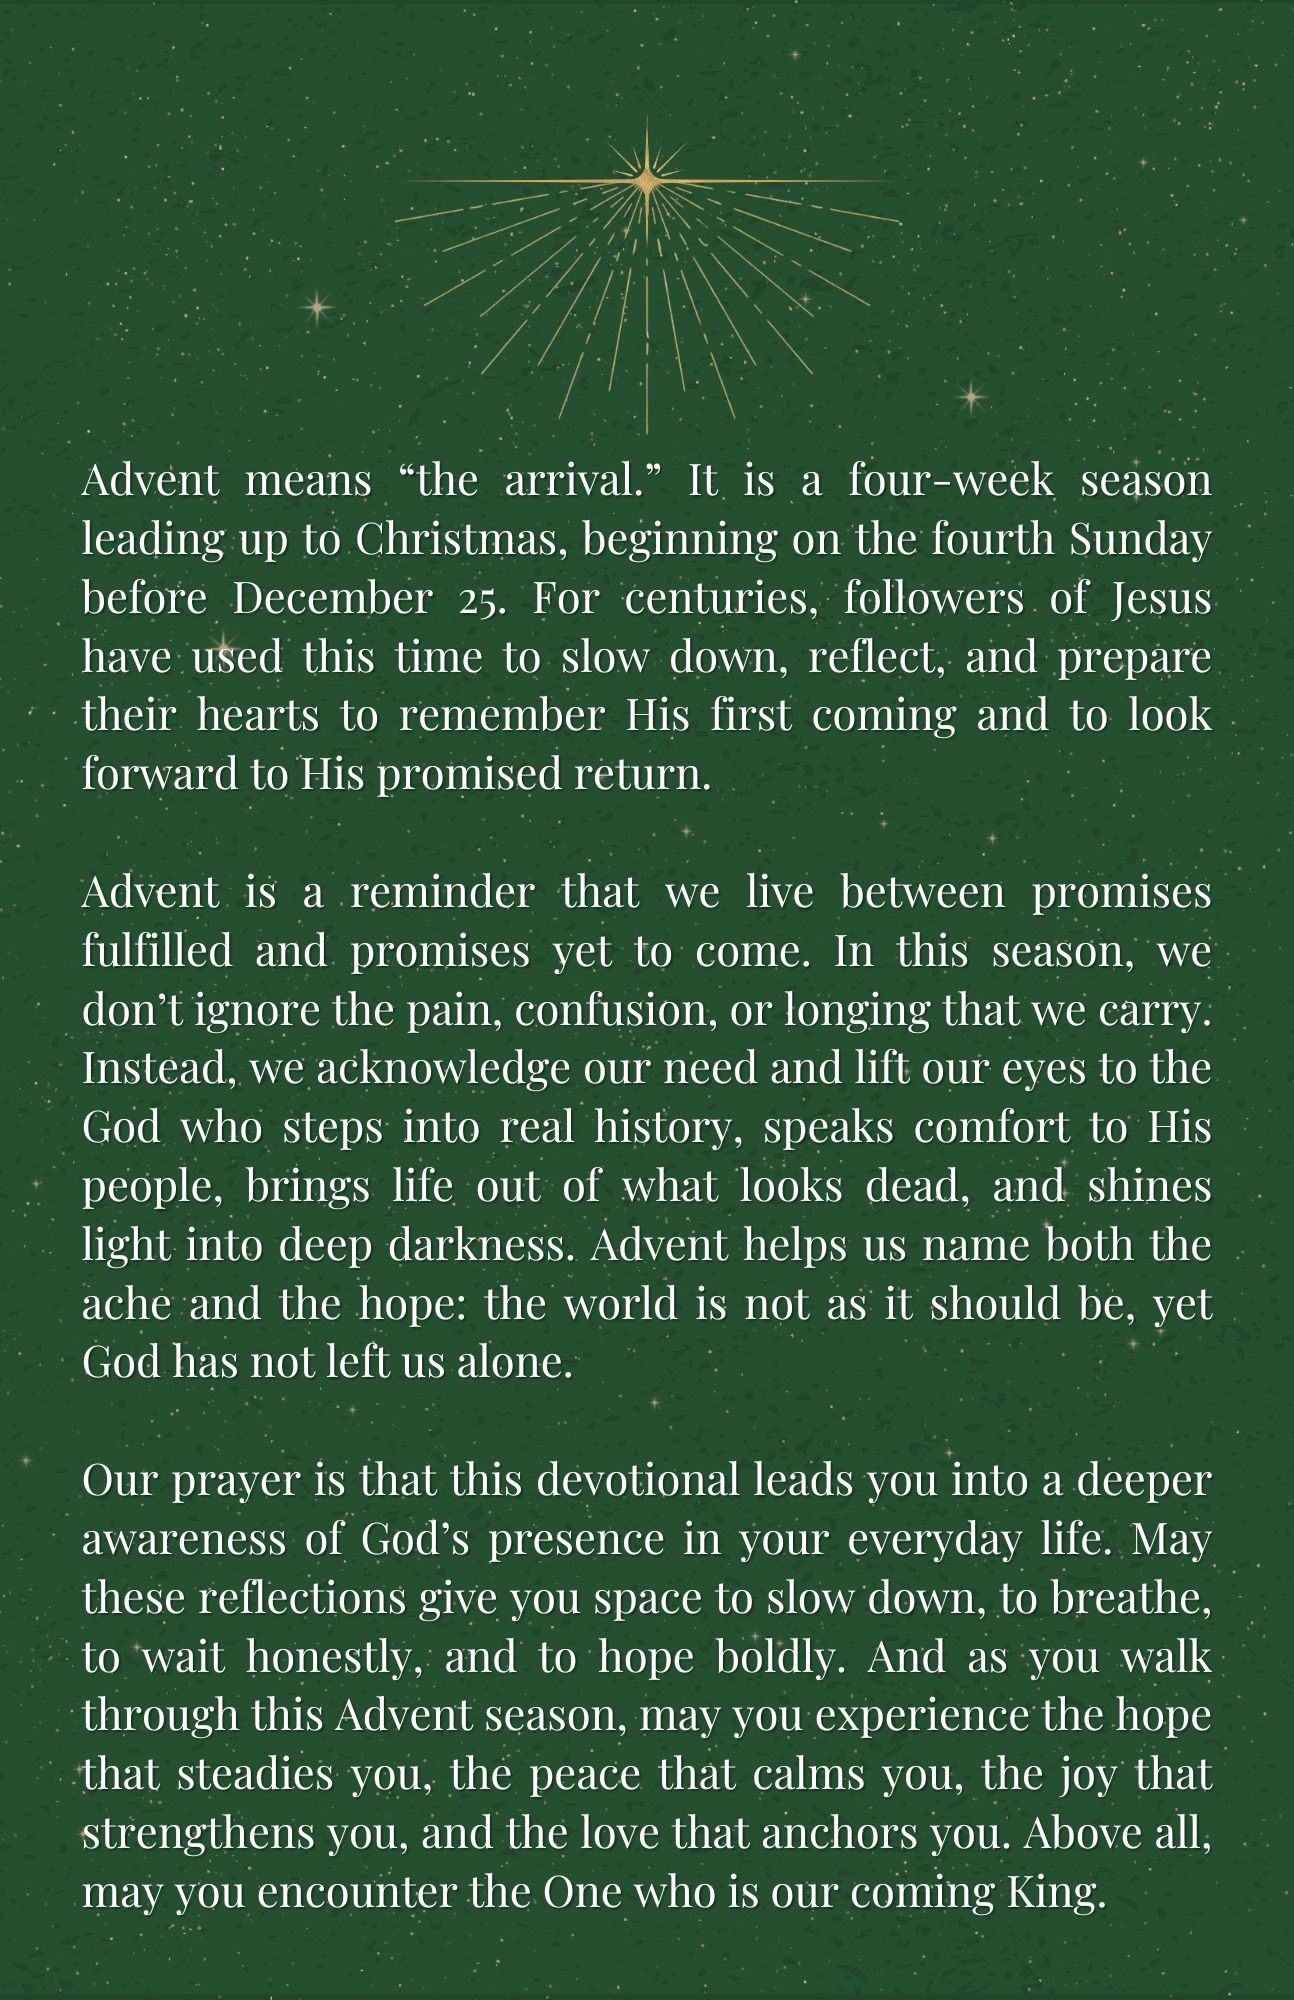 Advent means “the arrival.” It is a four-week season
leading up to Christmas, beginning on the fourth Sunday
before December 25. For centuries, followers of Jesus
have used this time to slow down, reflect, and prepare
their hearts to remember His first coming and to look
forward to His promised return.
Advent is a reminder that we live between promises
fulfilled and promises yet to come. In this season, we
don’t ignore the pain, confusion, or longing that we carry.
Instead, we acknowledge our need and lift our eyes to the
God who steps into real history, speaks comfort to His
people, brings life out of what looks dead, and shines
light into deep darkness. Advent helps us name both the
ache and the hope: the world is not as it should be, yet
God has not left us alone.
Our prayer is that this devotional leads you into a deeper
awareness of God’s presence in your everyday life. May
these reflections give you space to slow down, to breathe,
to wait honestly, and to hope boldly. And as you walk
through this Advent season, may you experience the hope
that steadies you, the peace that calms you, the joy that
strengthens you, and the love that anchors you. Above all,
may you encounter the One who is our coming King.